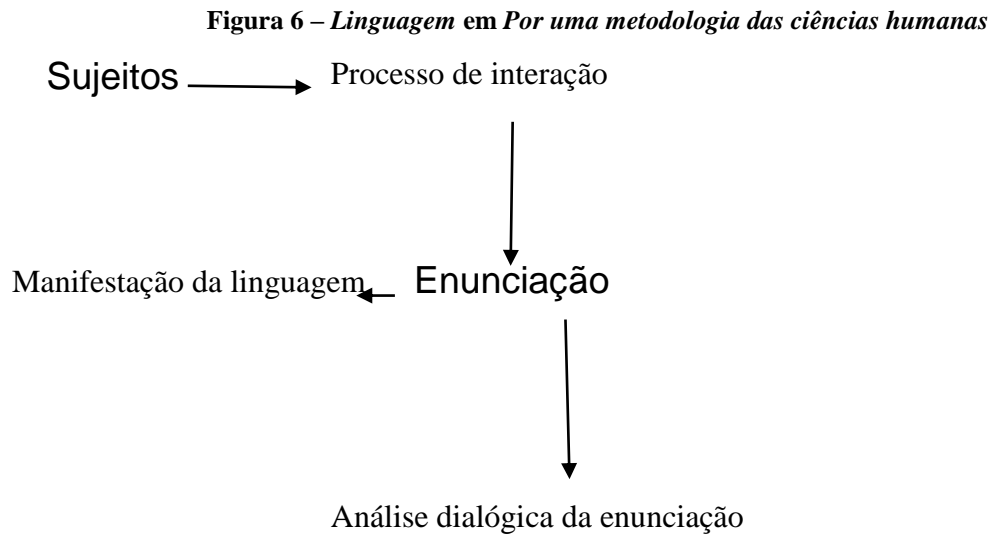 Figura 6 – Linguagem em Por uma metodologia das ciências humanas
Sujeitos
Processo de interação
Manifestação da linguagem
Enunciação
Análise dialógica da enunciação